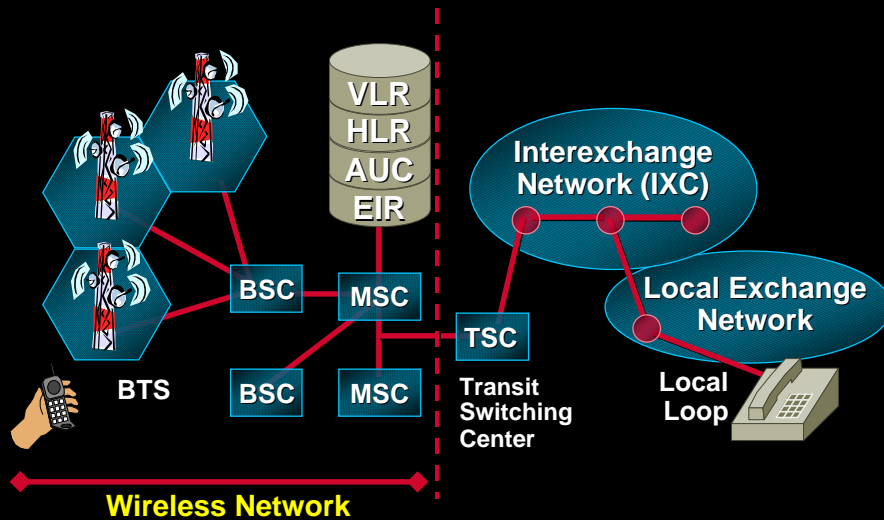 VLR
HLR
AUC
EIR
Interexchange
Network (IXC)
BSC
MSC
Local Exchange
Network
TSC
BTS
BSC
MSC
Transit
Switching
Center
Local
Loop
Wireless Network